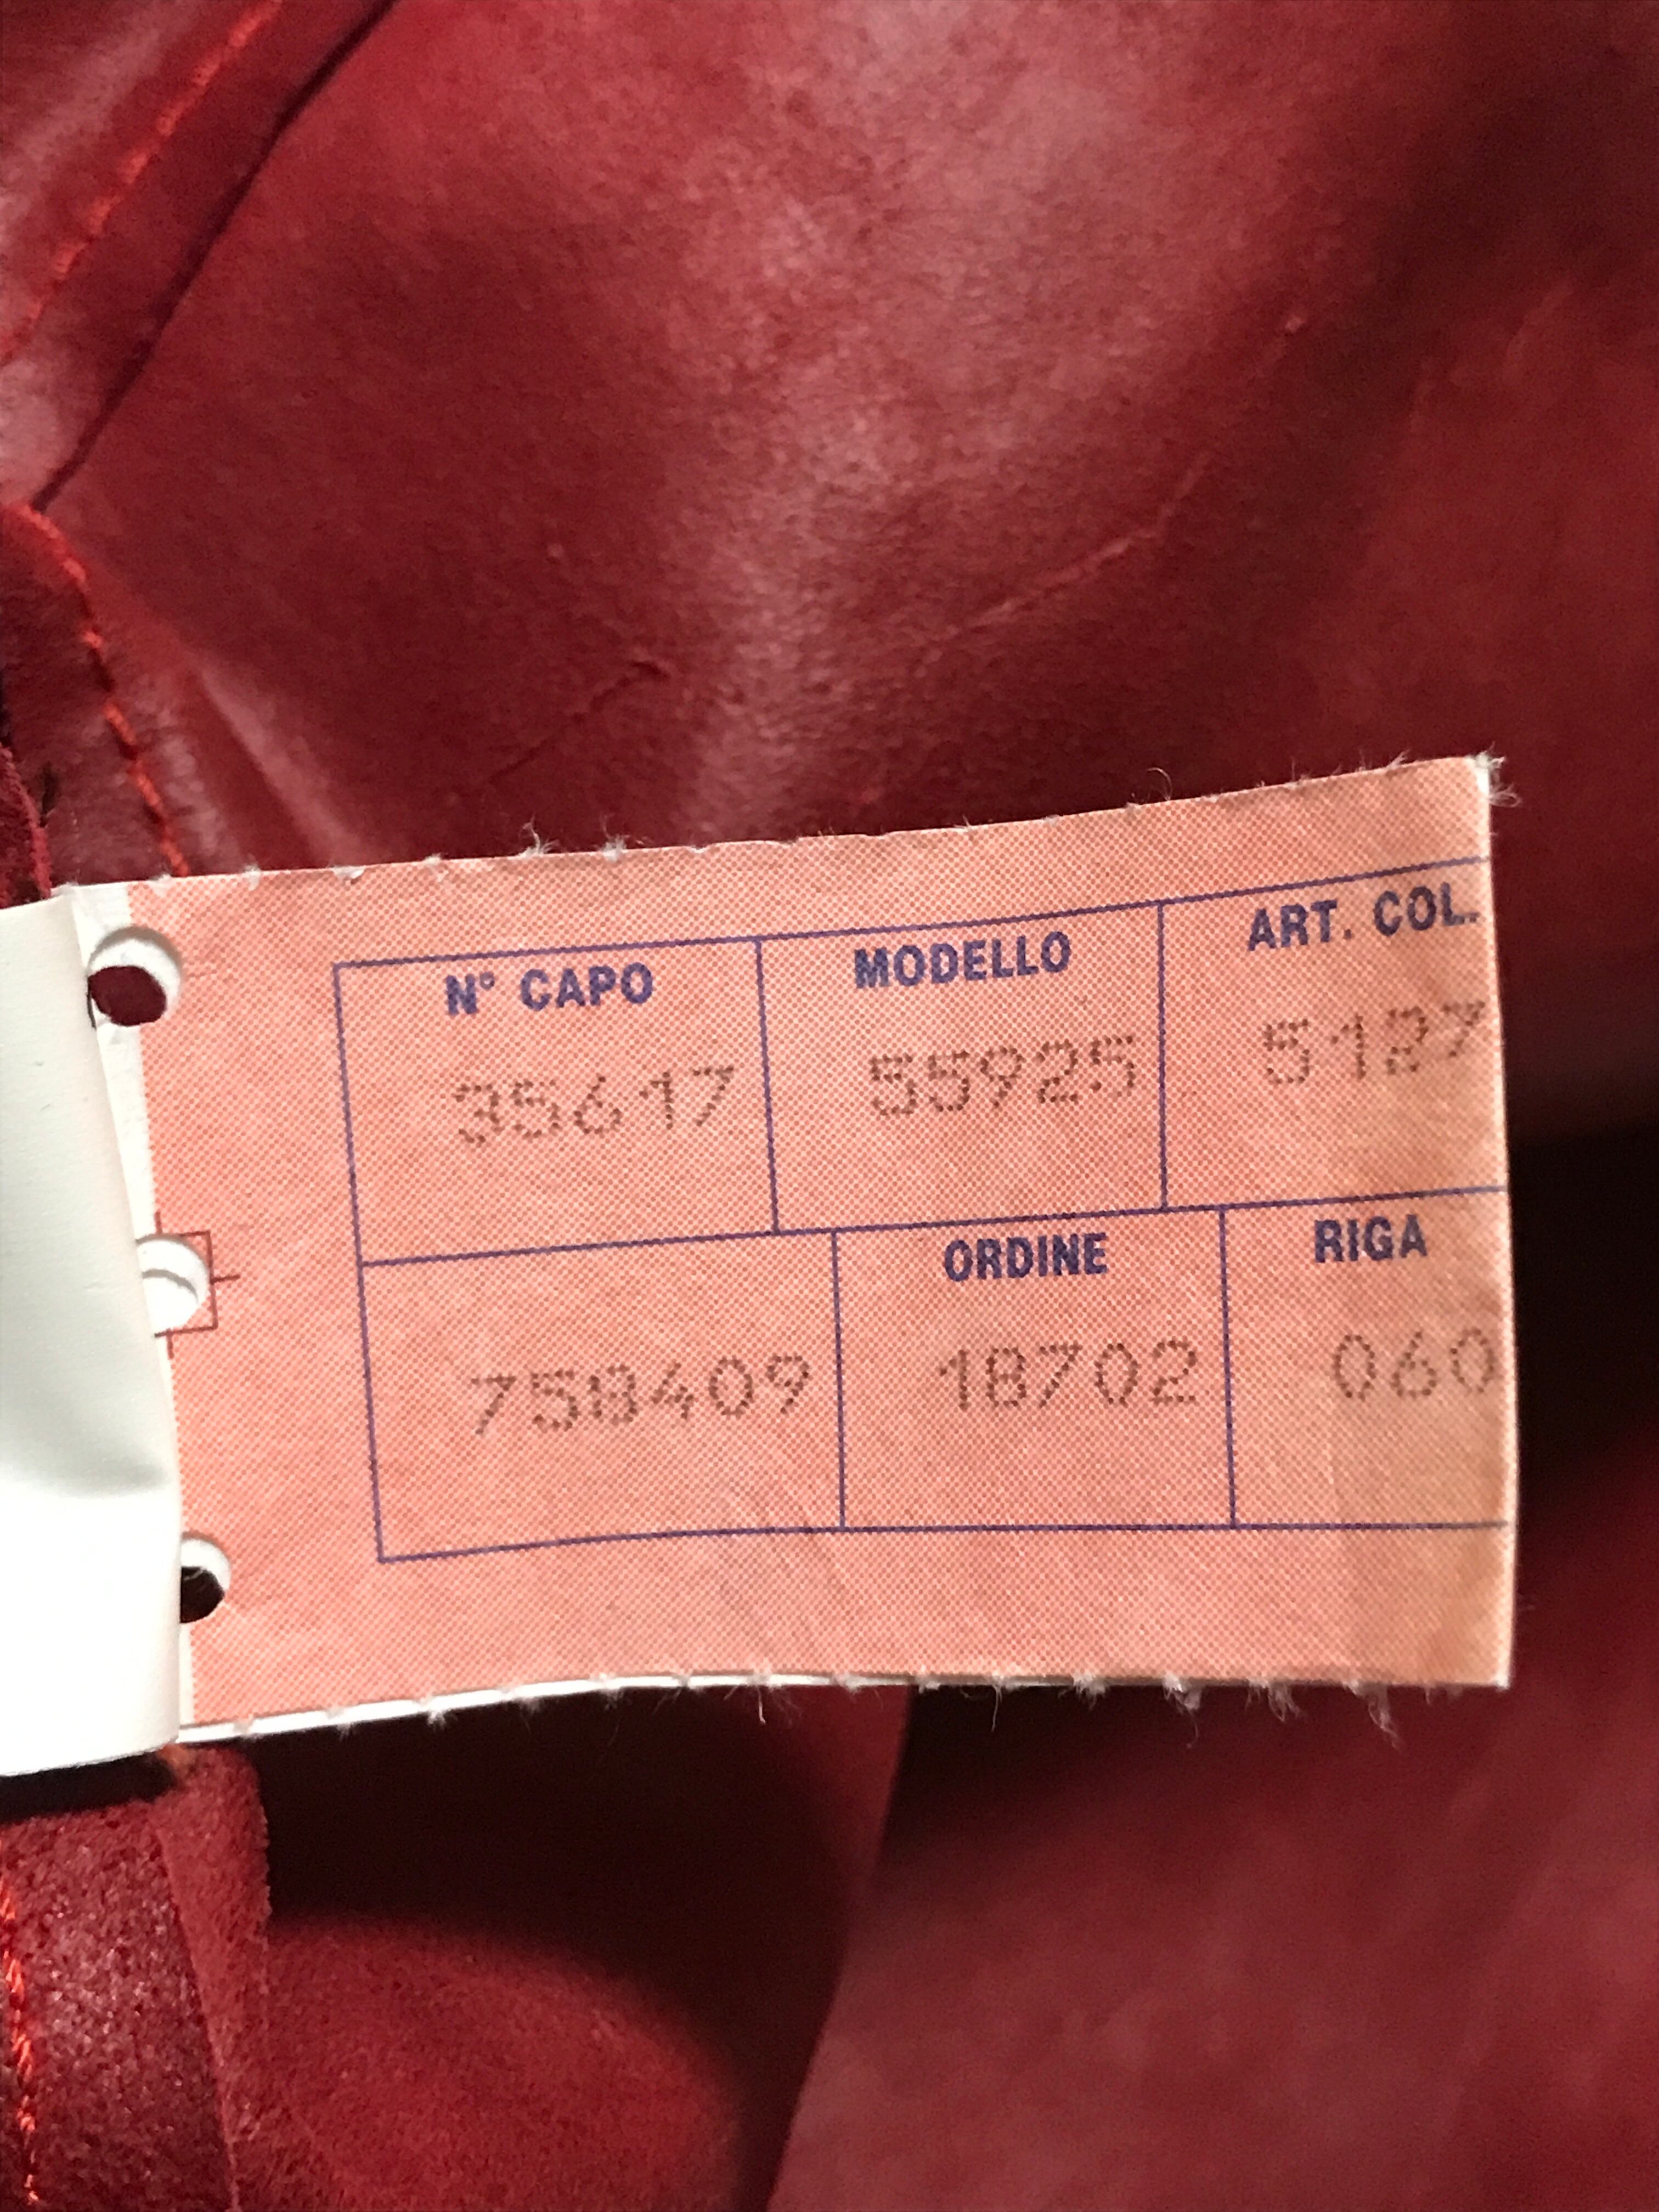 N° CAPO MODELLO ART. COL.
35617 55925 5127
ORDINE RIGA
758409 18702 060